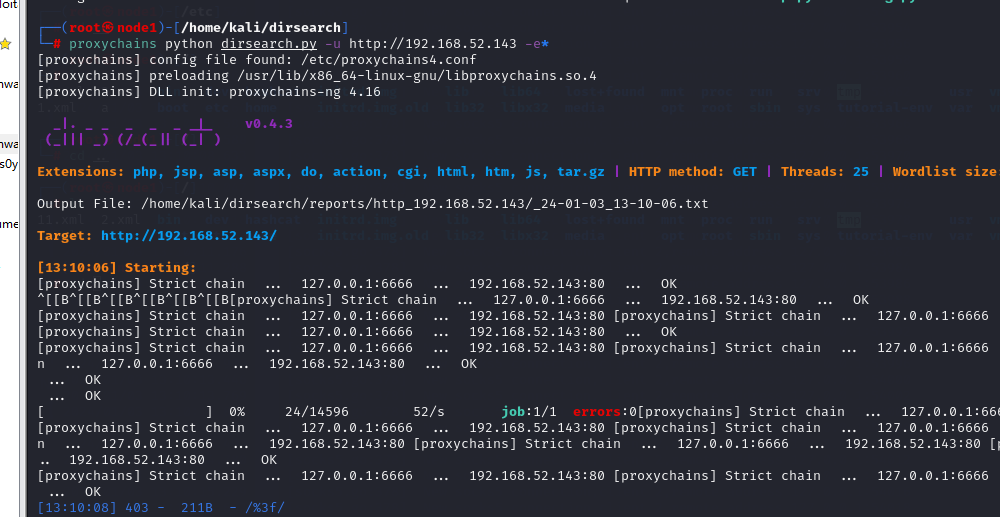 ┌──(root㉿node1)-[/home/kali/dirsearch]
└─# proxychains python dirsearch.py -u http://192.168.52.143 -e*
[proxychains] config file found: /etc/proxychains4.conf
[proxychains] preloading /usr/lib/x86_64-linux-gnu/libproxychains.so.4
[proxychains] DLL init: proxychains-ng 4.16
_|. _ _ _ _ _ _|_ v0.4.3
(_||| _) (/_(_|| (_| )
Extensions: php, jsp, asp, aspx, do, action, cgi, html, htm, js, tar.gz | HTTP method: GET | Threads: 25 | Wordlist size
Output File: /home/kali/dirsearch/reports/http_192.168.52.143/_24-01-03_13-10-06.txt
Target: http://192.168.52.143/
[13:10:06] Starting:
[proxychains] Strict chain ... 127.0.0.1:6666 ... 192.168.52.143:80 ... OK
^[[B^[[B^[[B^[[B^[[B^[[B[proxychains] Strict chain ... 127.0.0.1:6666 ... 192.168.52.143:80 ... OK
[proxychains] Strict chain ... 127.0.0.1:6666 ... 192.168.52.143:80 [proxychains] Strict chain ... 127.0.0.1:6666
[proxychains] Strict chain ... 127.0.0.1:6666 ... 192.168.52.143:80 ... OK
[proxychains] Strict chain ... 127.0.0.1:6666 ... 192.168.52.143:80 [proxychains] Strict chain ... 127.0.0.1:6666
n ... 127.0.0.1:6666 ... 192.168.52.143:80 ... OK
... OK
... OK
[ ] 0% 24/14596 52/s job:1/1 errors:0[proxychains] Strict chain ... 127.0.0.1:66
[proxychains] Strict chain ... 127.0.0.1:6666 ... 192.168.52.143:80 [proxychains] Strict chain ... 127.0.0.1:6666
n ... 127.0.0.1:6666 ... 192.168.52.143:80 [proxychains] Strict chain ... 127.0.0.1:6666 ... 192.168.52.143:80 [
.. 192.168.52.143:80 ... OK
[proxychains] Strict chain ... 127.0.0.1:6666 ... 192.168.52.143:80 [proxychains] Strict chain ... 127.0.0.1:6666
... OK
[13:10:08] 403 - 211B - /%3f/